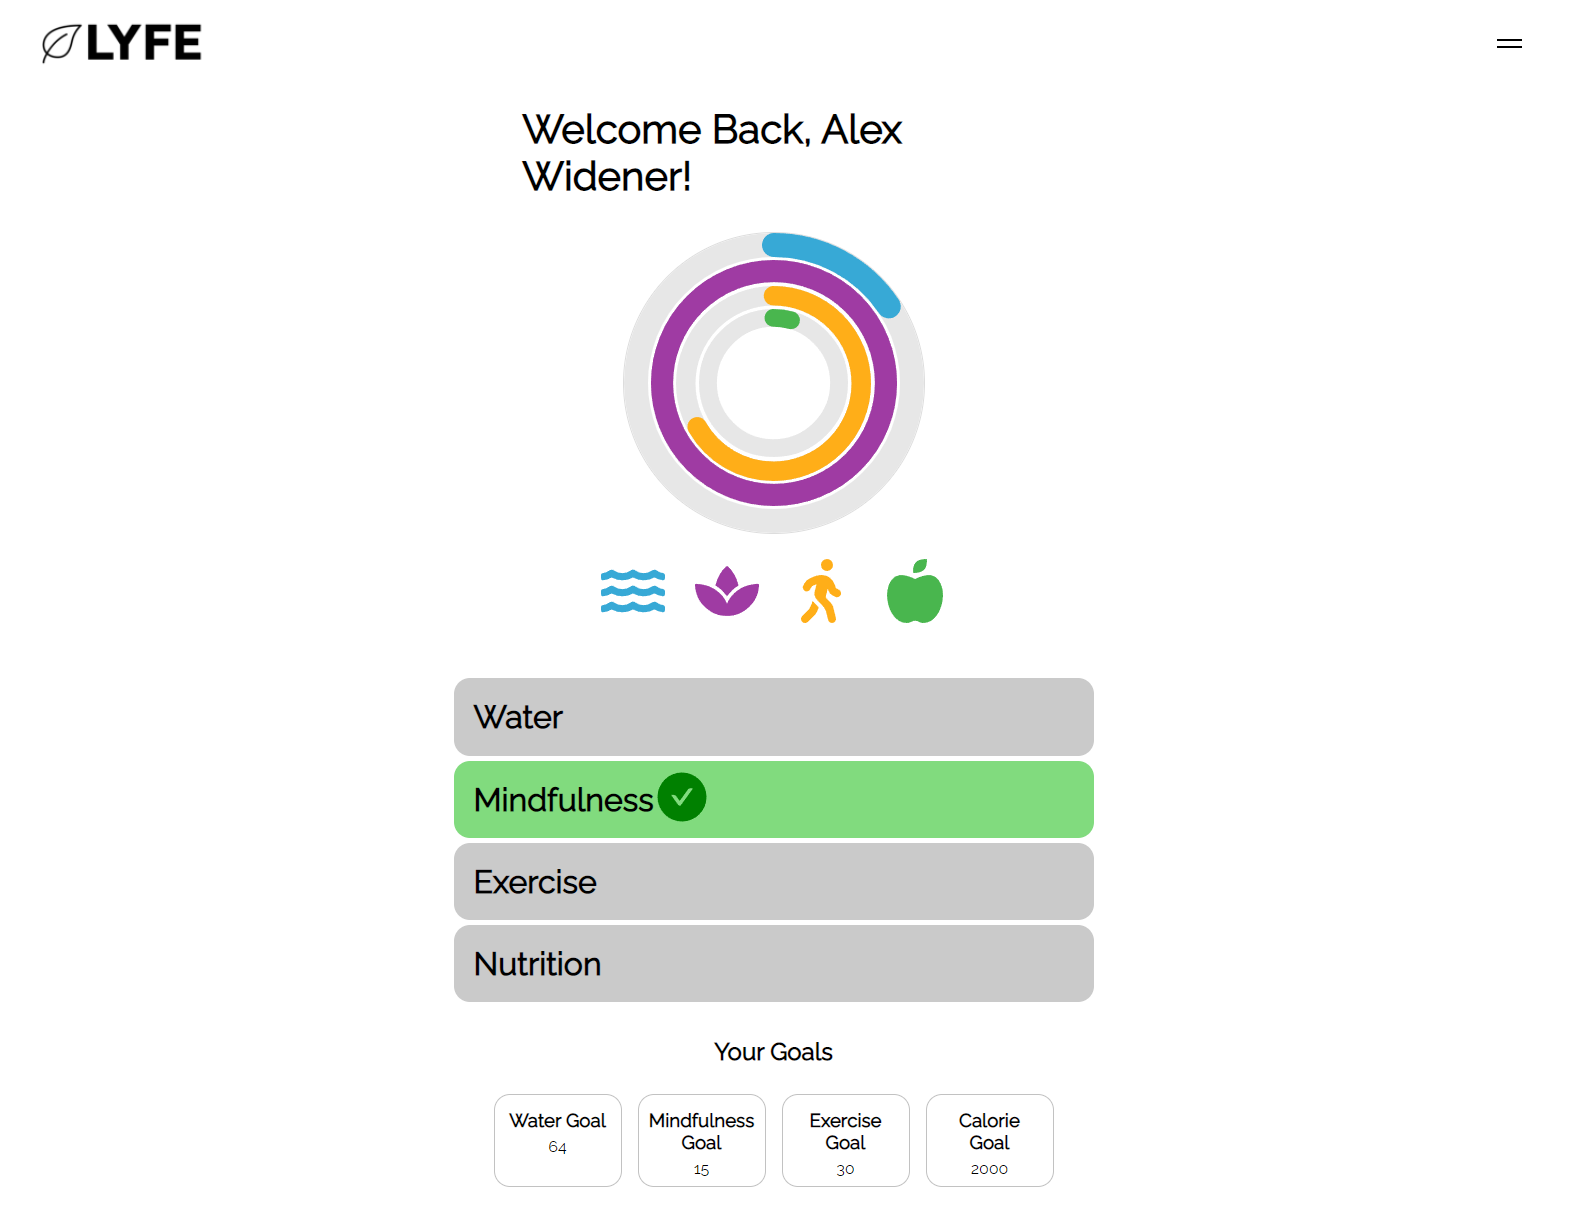 LYFE
Welcome Back, Alex
Widener!
Water
Mindfulness
Exercise
Nutrition
Your Goals
Water Goal
64
Mindfulness
Goal
15
Exercise
Goal
30
Calorie
Goal
2000